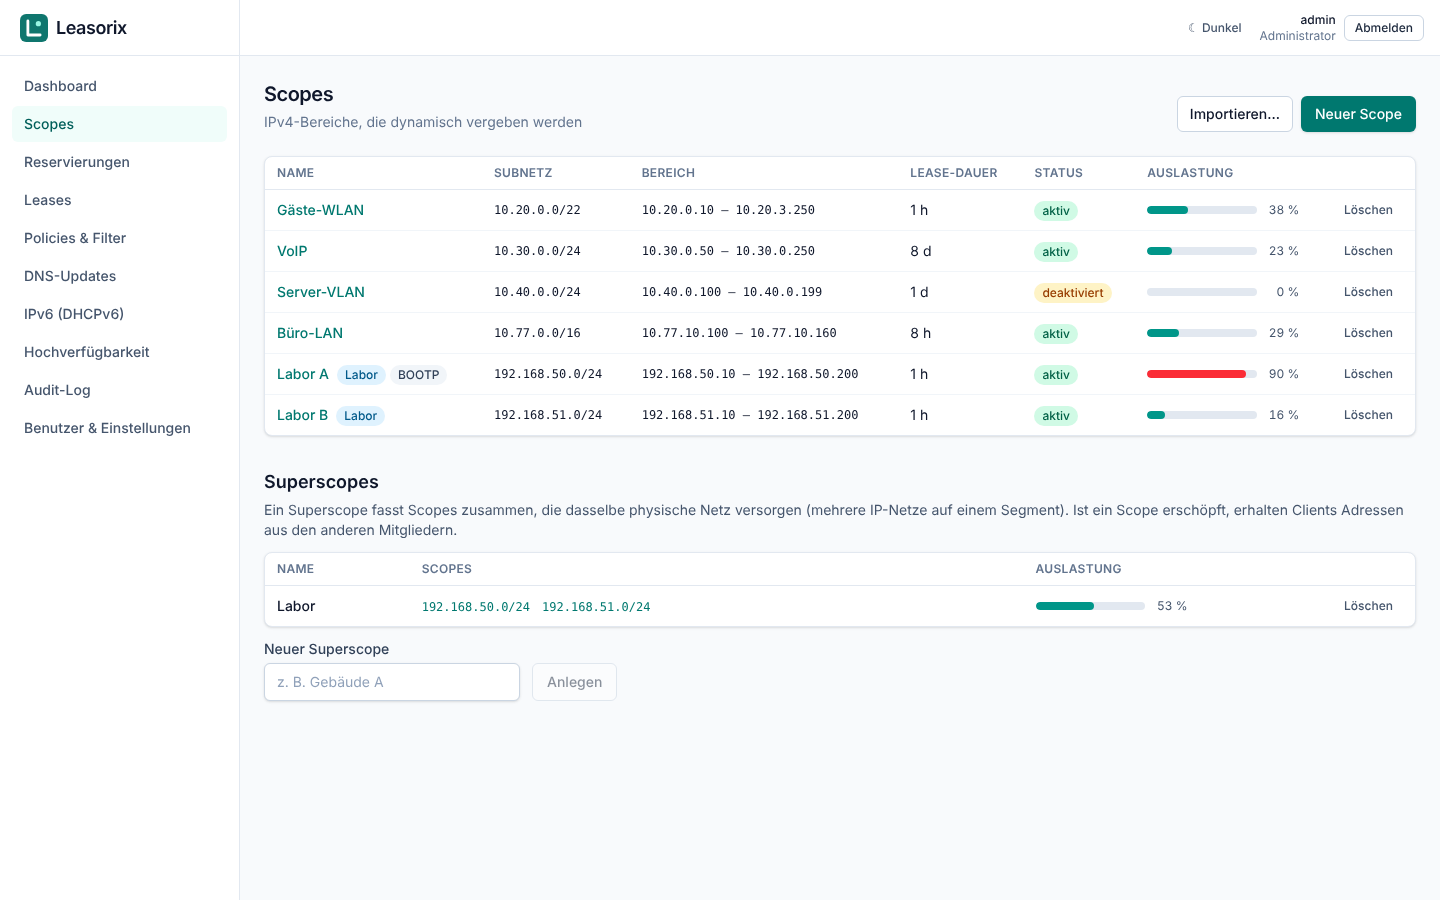 Leasorix
☾ Dunkel
admin
Administrator
Abmelden
Dashboard
Scopes
Reservierungen
Leases
Policies & Filter
DNS-Updates
IPv6 (DHCPv6)
Hochverfügbarkeit
Audit-Log
Benutzer & Einstellungen
Scopes
IPv4-Bereiche, die dynamisch vergeben werden
Importieren…
Neuer Scope
NAME SUBNETZ BEREICH LEASE-DAUER STATUS AUSLASTUNG
Gäste-WLAN 10.20.0.0/22 10.20.0.10 – 10.20.3.250 1 h aktiv 38 % Löschen
VoIP 10.30.0.0/24 10.30.0.50 – 10.30.0.250 8 d aktiv 23 % Löschen
Server-VLAN 10.40.0.0/24 10.40.0.100 – 10.40.0.199 1 d deaktiviert 0 % Löschen
Büro-LAN 10.77.0.0/16 10.77.10.100 – 10.77.10.160 8 h aktiv 29 % Löschen
Labor A Labor BOOTP 192.168.50.0/24 192.168.50.10 – 192.168.50.200 1 h aktiv 90 % Löschen
Labor B Labor 192.168.51.0/24 192.168.51.10 – 192.168.51.200 1 h aktiv 16 % Löschen
Superscopes
Ein Superscope fasst Scopes zusammen, die dasselbe physische Netz versorgen (mehrere IP-Netze auf einem Segment). Ist ein Scope erschöpft, erhalten Clients Adressen
aus den anderen Mitgliedern.
NAME SCOPES AUSLASTUNG
Labor 192.168.50.0/24 192.168.51.0/24 53 % Löschen
Neuer Superscope
z. B. Gebäude A
Anlegen